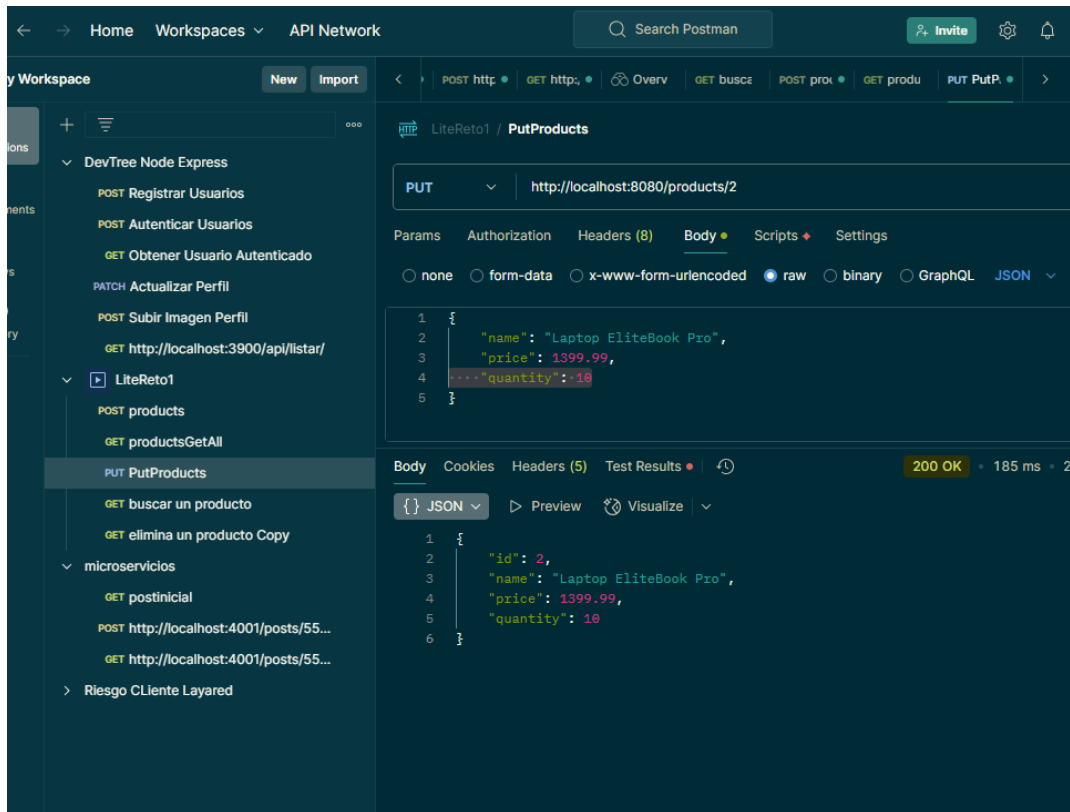 ← → Home Workspaces API Network Search Postman Invite
y Workspace New Import
POST http GET http:, Overv GET busca POST prou GET produ PUT PutP.
ions
LiteReto1 / PutProducts
DevTree Node Express
POST Registrar Usuarios
PUT http://localhost:8080/products/2
nents
POST Autenticar Usuarios
Params Authorization Headers (8) Body Scripts Settings
GET Obtener Usuario Autenticado
rs
none form-data x-www-form-urlencoded raw binary GraphQL JSON
PATCH Actualizar Perfil
POST Subir Imagen Perfil
ry
GET http://localhost:3900/api/listar/
1 {
2 "name": "Laptop EliteBook Pro",
3 "price": 1399.99,
4 "quantity": 10
5 }
LiteReto1
POST products
GET productsGetAll
PUT PutProducts
GET buscar un producto
GET elimina un producto Copy
microservicios
GET postinicial
POST http://localhost:4001/posts/55...
GET http://localhost:4001/posts/55...
Riesgo CLiente Layared
Body Cookies Headers (5) Test Results 200 OK 185 ms 2
{} JSON Preview Visualize
1 {
2 "id": 2,
3 "name": "Laptop EliteBook Pro",
4 "price": 1399.99,
5 "quantity": 10
6 }